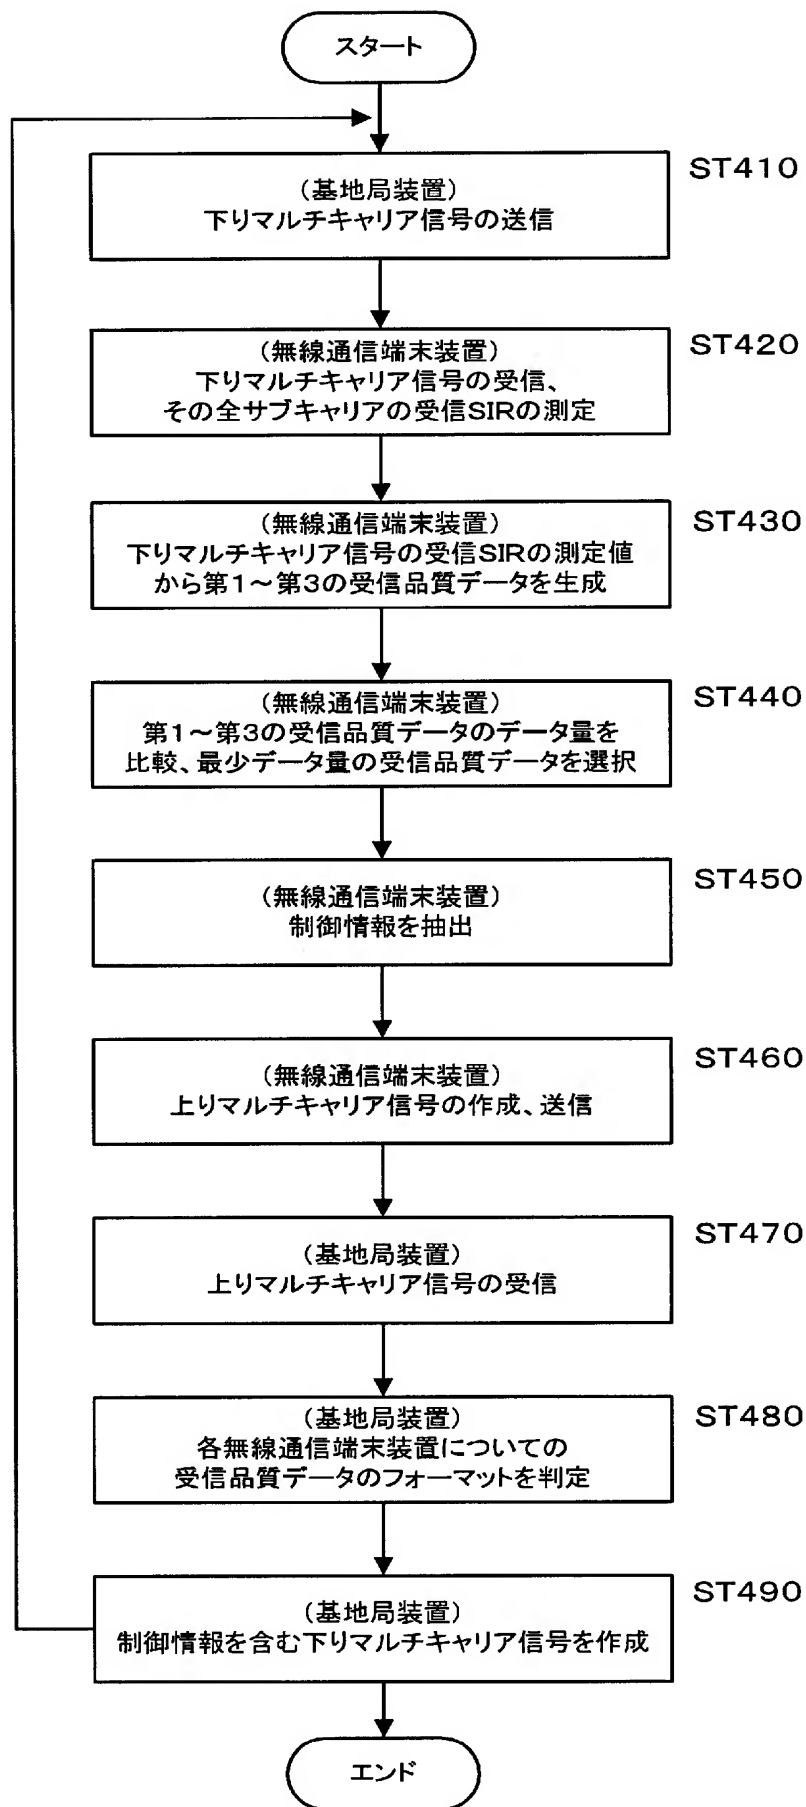 スタート
ST410
(基地局装置)
下りマルチキャリア信号の送信
ST420
(無線通信端末装置)
下りマルチキャリア信号の受信、
その全サブキャリアの受信SIRの測定
ST430
(無線通信端末装置)
下りマルチキャリア信号の受信SIRの測定値
から第1～第3の受信品質データを生成
ST440
(無線通信端末装置)
第1～第3の受信品質データのデータ量を
比較、最少データ量の受信品質データを選択
ST450
(無線通信端末装置)
制御情報を抽出
ST460
(無線通信端末装置)
上りマルチキャリア信号の作成、送信
ST470
(基地局装置)
上りマルチキャリア信号の受信
ST480
(基地局装置)
各無線通信端末装置についての
受信品質データのフォーマットを判定
ST490
(基地局装置)
制御情報を含む下りマルチキャリア信号を作成
エンド